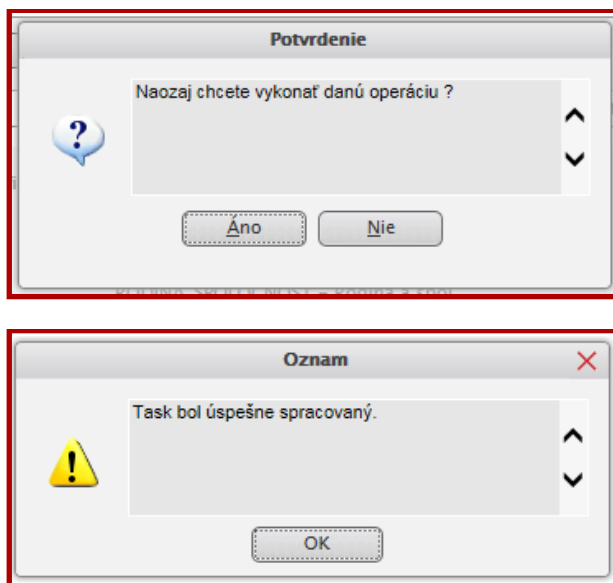 Potvrdenie
Naozaj chcete vykonať danú operáciu ?
Áno
Nie
Oznam
Task bol úspešne spracovaný.
OK